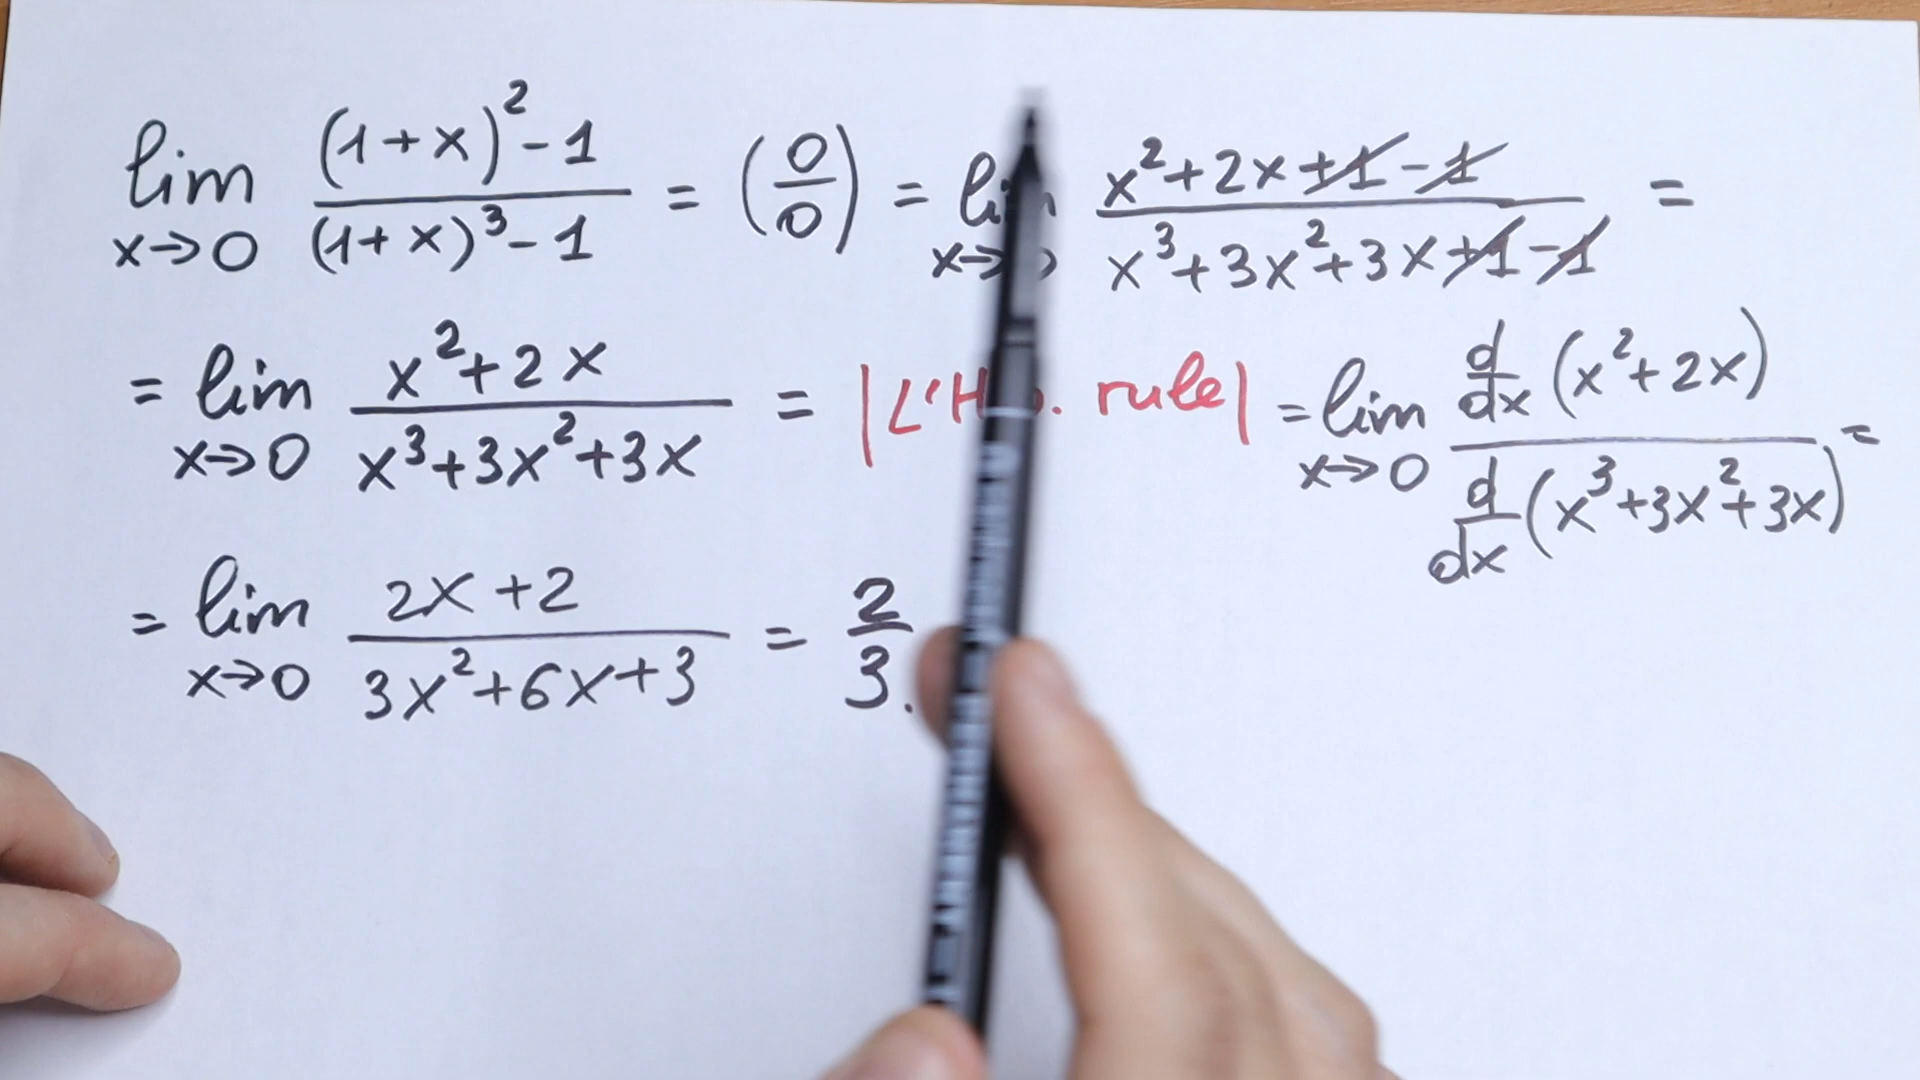 lim x→0 ((1+x)²-1)/((1+x)³-1) = (0/0) = lim x→0 (x²+2x+1-1)/(x³+3x²+3x+1-1) =
= lim x→0 (x²+2x)/(x³+3x²+3x) = | rule| = lim x→0 (d/dx (x²+2x))/(d/dx (x³+3x²+3x)) =
= lim x→0 (2x+2)/(3x²+6x+3) = 2/3.